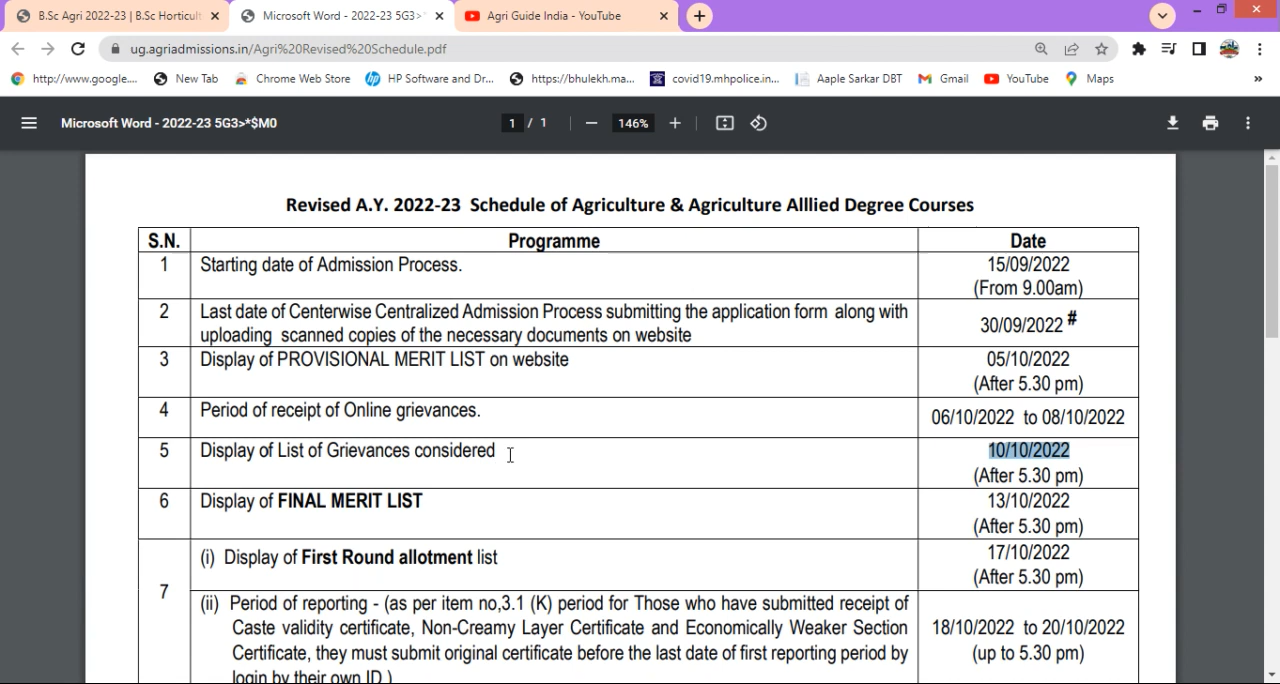 B.Sc Agri 2022-23 | B.Sc Horticult
Microsoft Word - 2022-23 5G3>*
Agri Guide India - YouTube
ug.agriadmissions.in/Agri%20Revised%20Schedule.pdf
http://www.google....
New Tab
Chrome Web Store
HP Software and Dr...
https://bhulekh.ma...
covid19.mhpolice.in...
Aaple Sarkar DBT
Gmail
YouTube
Maps
»
Microsoft Word - 2022-23 5G3>*$M0
1 / 1
146%
Revised A.Y. 2022-23 Schedule of Agriculture & Agriculture Alllied Degree Courses
S.N. Programme Date
1 Starting date of Admission Process. 15/09/2022
(From 9.00am)
2 Last date of Centerwise Centralized Admission Process submitting the application form along with
uploading scanned copies of the necessary documents on website
30/09/2022 #
3 Display of PROVISIONAL MERIT LIST on website 05/10/2022
(After 5.30 pm)
4 Period of receipt of Online grievances. 06/10/2022 to 08/10/2022
5 Display of List of Grievances considered 10/10/2022
(After 5.30 pm)
6 Display of FINAL MERIT LIST 13/10/2022
(After 5.30 pm)
7 (i) Display of First Round allotment list 17/10/2022
(After 5.30 pm)
(ii) Period of reporting - (as per item no,3.1 (K) period for Those who have submitted receipt of
Caste validity certificate, Non-Creamy Layer Certificate and Economically Weaker Section
Certificate, they must submit original certificate before the last date of first reporting period by
login by their own ID.)
18/10/2022 to 20/10/2022
(up to 5.30 pm)